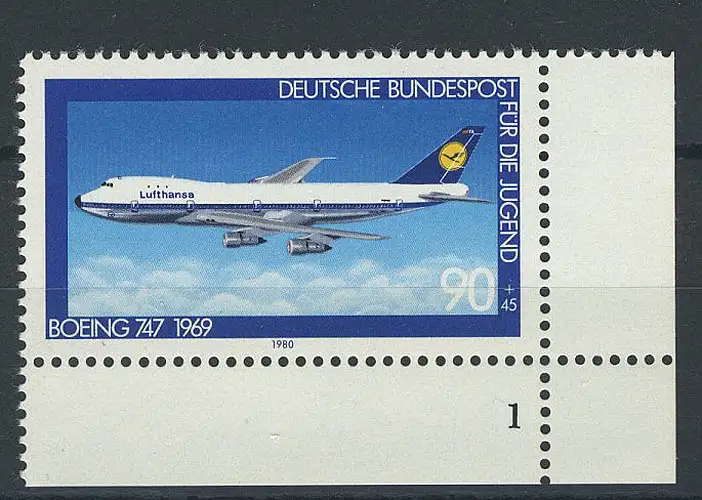 DEUTSCHE BUNDESPOST
FÜR DIE JUGEND
Lufthansa
90
+
45
BOEING 747 1969
1980
1